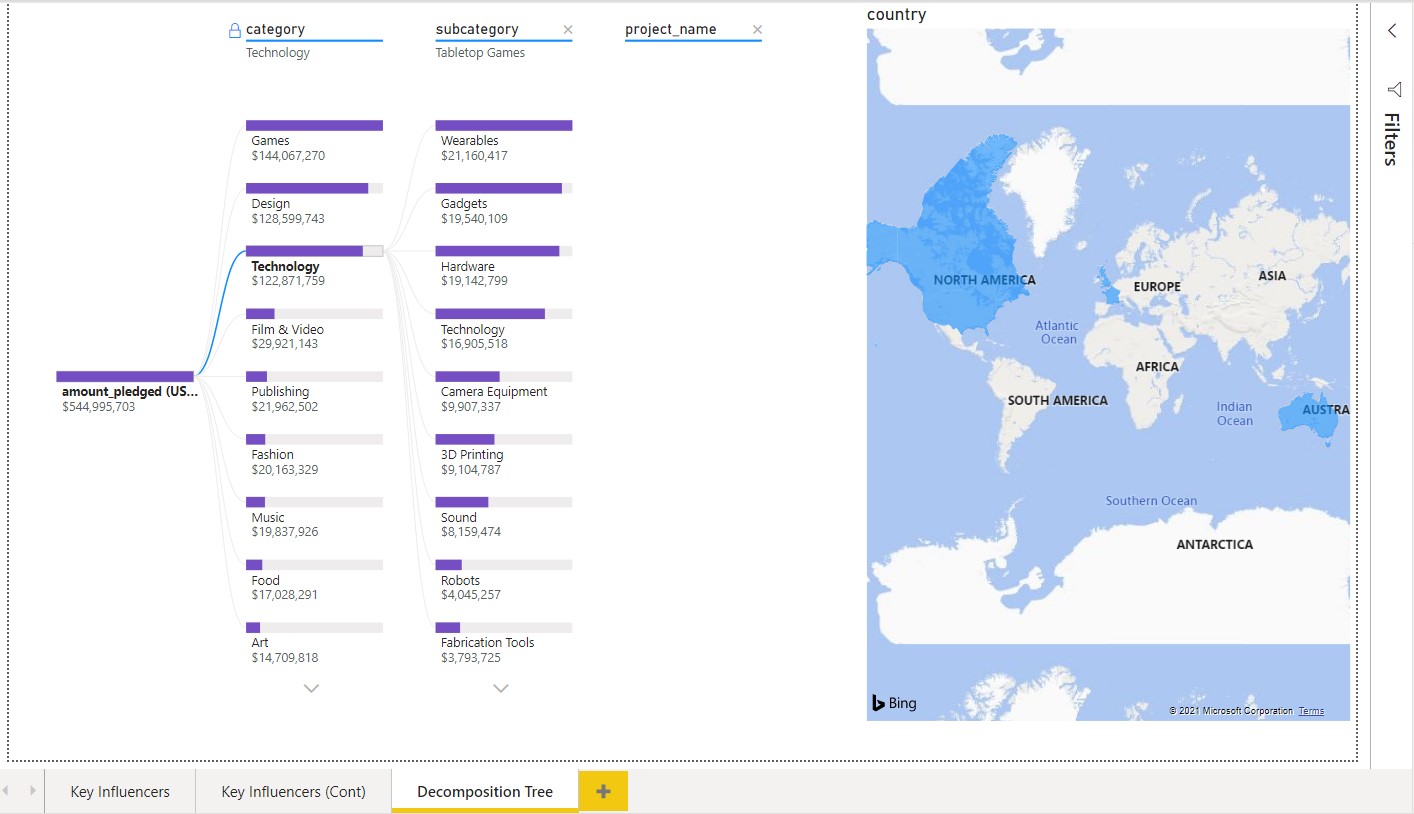 category
Technology
subcategory
Tabletop Games
project_name
country
Filters
amount_pledged (US...
$544,995,703
Games
$144,067,270
Design
$128,599,743
Technology
$122,871,759
Film & Video
$29,921,143
Publishing
$21,962,502
Fashion
$20,163,329
Music
$19,837,926
Food
$17,028,291
Art
$14,709,818
Wearables
$21,160,417
Gadgets
$19,540,109
Hardware
$19,142,799
Technology
$16,905,518
Camera Equipment
$9,907,337
3D Printing
$9,104,787
Sound
$8,159,474
Robots
$4,045,257
Fabrication Tools
$3,793,725
NORTH AMERICA
EUROPE
ASIA
Atlantic
Ocean
AFRICA
SOUTH AMERICA
Indian
Ocean
AUSTRA
Southern Ocean
ANTARCTICA
Bing
© 2021 Microsoft Corporation Terms
Key Influencers
Key Influencers (Cont)
Decomposition Tree